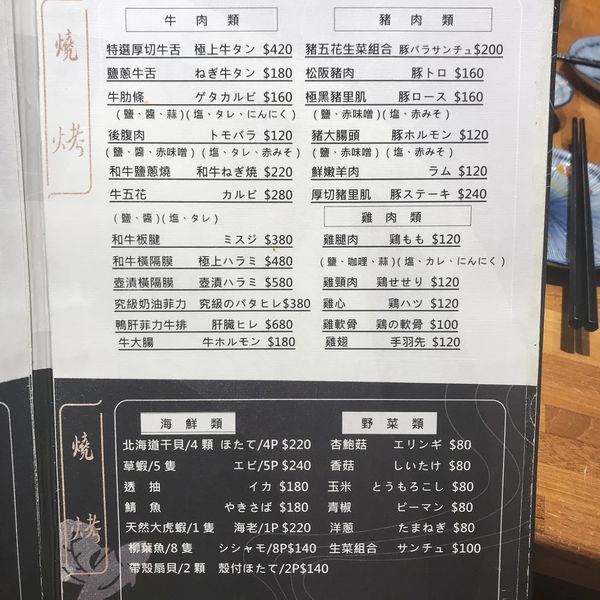 燒烤
牛肉類
特選厚切牛舌 極上牛タン $420
鹽蔥牛舌 ねぎ牛タン $180
牛肋條 ゲタカルビ $160
(鹽、醬、蒜)(塩、タレ、にんにく)
後腹肉 トモバラ $120
(鹽、醬、赤味噌)(塩、タレ、赤みそ)
和牛鹽蔥燒 和牛ねぎ燒 $220
牛五花 カルビ $280
(鹽、醬)(塩、タレ)
和牛板腱 ミスジ $380
和牛橫隔膜 極上ハラミ $480
壺漬橫隔膜 壺漬ハラミ $580
究級奶油菲力 究級のバタヒレ$380
鴨肝菲力牛排 肝臓ヒレ $680
牛大腸 牛ホルモン $180
豬肉類
豬五花生菜組合 豚バラサンチュ$200
松阪豬肉 豚トロ $160
極黑豬里肌 豚ロース $160
(鹽、赤味噌)(塩、赤みそ)
豬大腸頭 豚ホルモン $120
(鹽、赤味噌)(塩、赤みそ)
鮮嫩羊肉 ラム $120
厚切豬里肌 豚ステーキ $240
雞肉類
雞腿肉 鶏もも $120
(鹽、咖哩、蒜)(塩、カレ、にんにく)
雞頸肉 鶏せせり $120
雞心 鶏ハツ $120
雞軟骨 鶏の軟骨 $100
雞翅 手羽先 $120
燒烤
海鮮類
北海道干貝/4 顆 ほたて/4P $220
草蝦/5 隻 エビ/5P $240
透抽 イカ $180
鯖魚 やきさば $180
天然大虎蝦/1 隻 海老/1P $220
柳葉魚/8 隻 シシャモ/8P$140
帶殼扇貝/2 顆 殻付ほたて/2P$140
野菜類
杏鮑菇 エリンギ $80
香菇 しいたけ $80
玉米 とうもろこし $80
青椒 ピーマン $80
洋蔥 たまねぎ $80
生菜組合 サンチュ $100